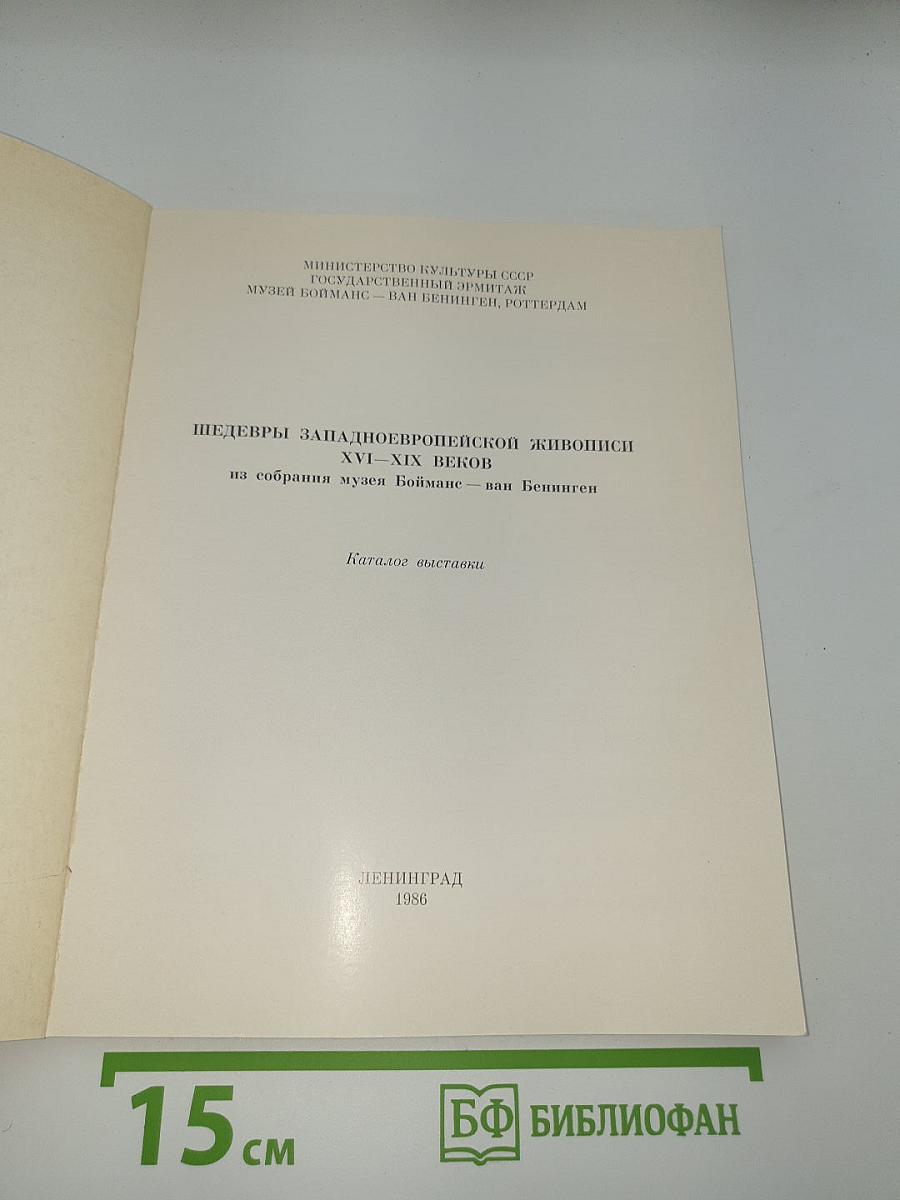 МИНИСТЕРСТВО КУЛЬТУРЫ СССР
ГОСУДАРСТВЕННЫЙ ЭРМИТАЖ
МУЗЕЙ БОЙМАНС — ВАН БЕНИНГЕН, РОТТЕРДАМ
ШЕДЕВРЫ ЗАПАДНОЕВРОПЕЙСКОЙ ЖИВОПИСИ
XVI—XIX ВЕКОВ
из собрания музея Бойманс — ван Бенинген
Каталог выставки
ЛЕНИНГРАД
1986
15 см
БФ БИБЛИОФАН